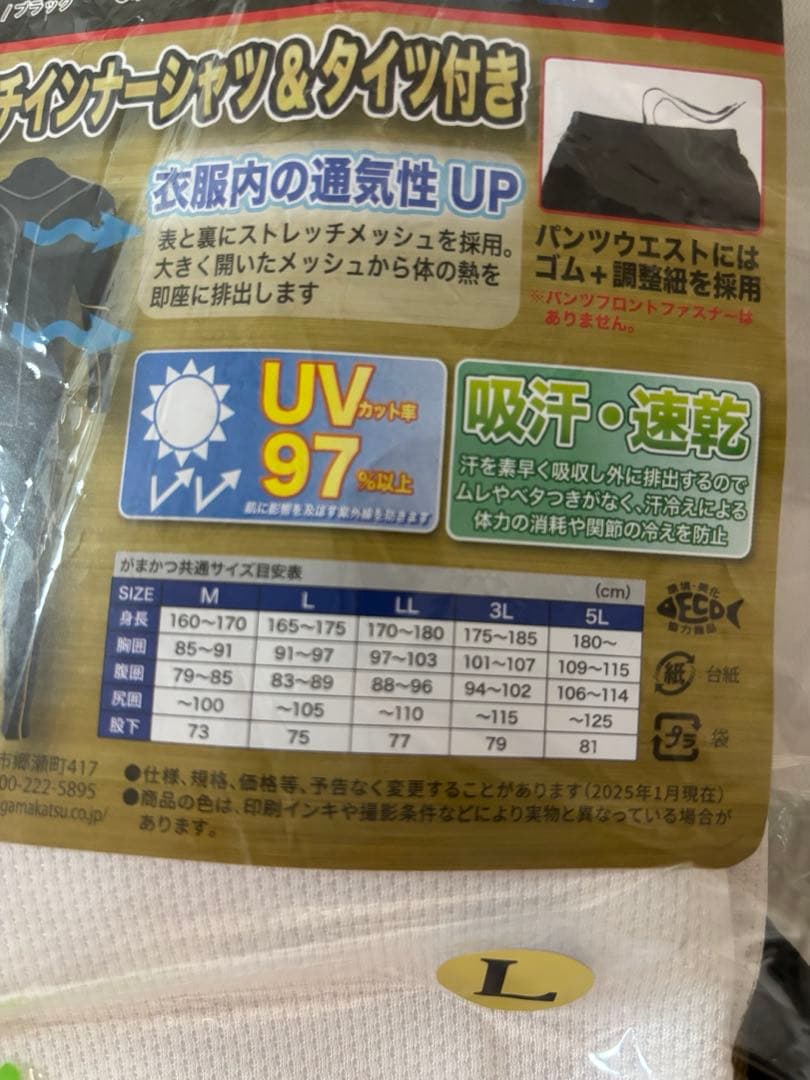 /ブラック
チインナーシャツ&タイツ付き
衣服内の通気性 UP
表と裏にストレッチメッシュを採用。
大きく開いたメッシュから体の熱を
即座に排出します
パンツウエストには
ゴム+調整紐を採用
※パンツフロントファスナーは
ありません。
UVカット率
97%以上
肌に影響を及ぼす紫外線を防ぎます
吸汗・速乾
汗を素早く吸収し外に排出するので
ムレやベタつきがなく、汗冷えによる
体力の消耗や関節の冷えを防止
がまかつ共通サイズ目安表 (cm)
SIZE M L LL 3L 5L
身長 160〜170 165〜175 170〜180 175〜185 180〜
胸囲 85〜91 91〜97 97〜103 101〜107 109〜115
腹囲 79〜85 83〜89 88〜96 94〜102 106〜114
尻囲 〜100 〜105 〜110 〜115 〜125
股下 73 75 77 79 81
環境・美化
ECO
協力商品
紙 台紙
プラ 袋
市郷瀬町417
00-222-5895
gamakatsu.co.jp/
●仕様、規格、価格等、予告なく変更することがあります(2025年1月現在)
●商品の色は、印刷インキや撮影条件などにより実物と異なっている場合が
あります。
L